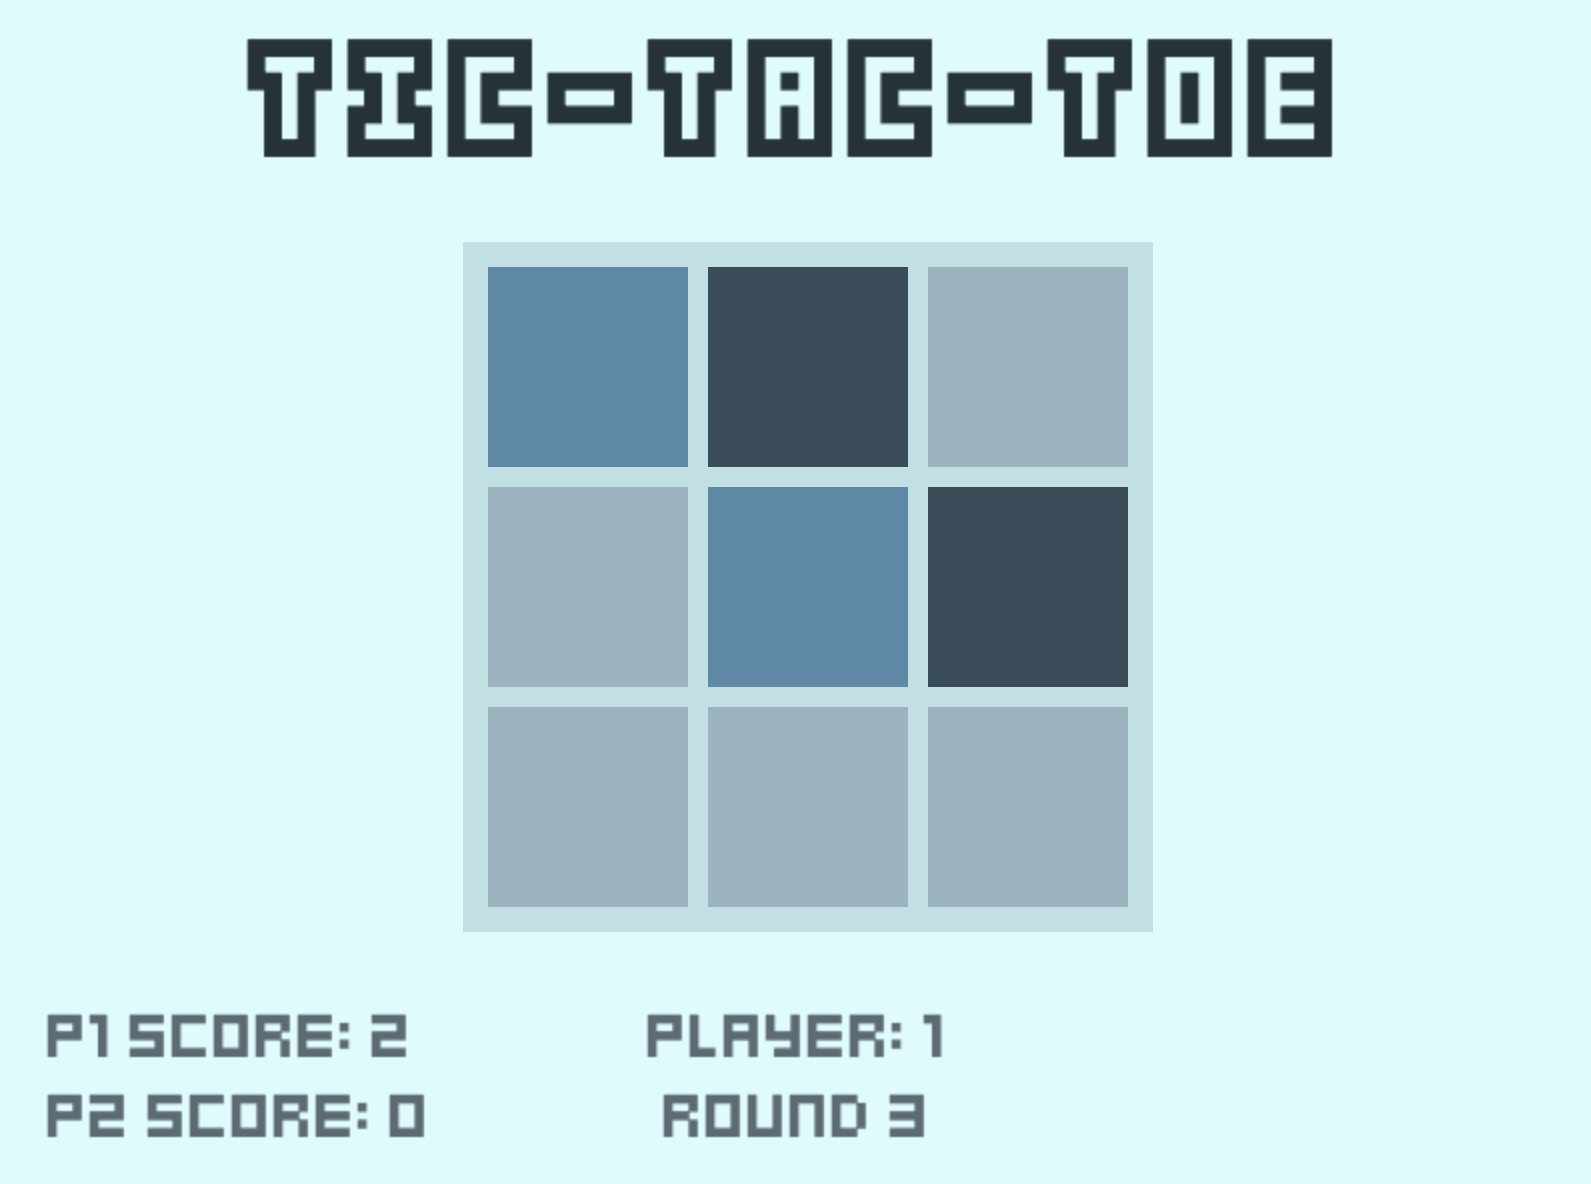 TIC-TAC-TOE
P1 SCORE: 2
PLAYER: 1
P2 SCORE: 0
ROUND 3